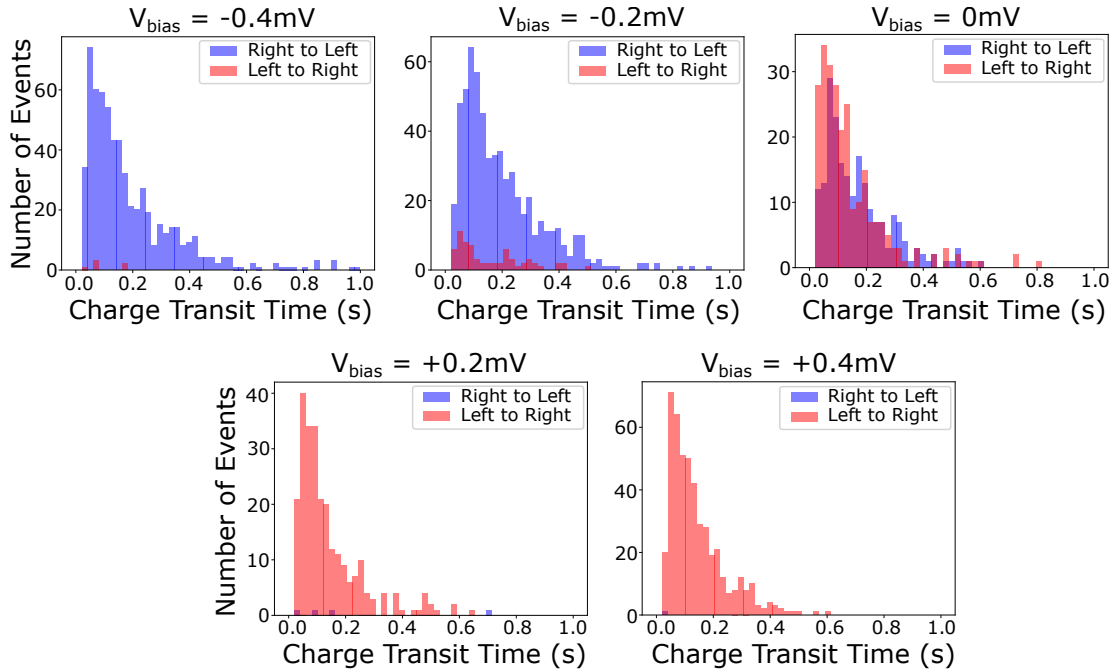 V_bias = -0.4mV
Number of Events
60
40
20
0
Right to Left
Left to Right
0.0 0.2 0.4 0.6 0.8 1.0
Charge Transit Time (s)
V_bias = -0.2mV
60
40
20
0
Right to Left
Left to Right
0.0 0.2 0.4 0.6 0.8 1.0
Charge Transit Time (s)
V_bias = 0mV
30
20
10
0
Right to Left
Left to Right
0.0 0.2 0.4 0.6 0.8 1.0
Charge Transit Time (s)
V_bias = +0.2mV
Number of Events
40
30
20
10
0
Right to Left
Left to Right
0.0 0.2 0.4 0.6 0.8 1.0
Charge Transit Time (s)
V_bias = +0.4mV
60
40
20
0
Right to Left
Left to Right
0.0 0.2 0.4 0.6 0.8 1.0
Charge Transit Time (s)